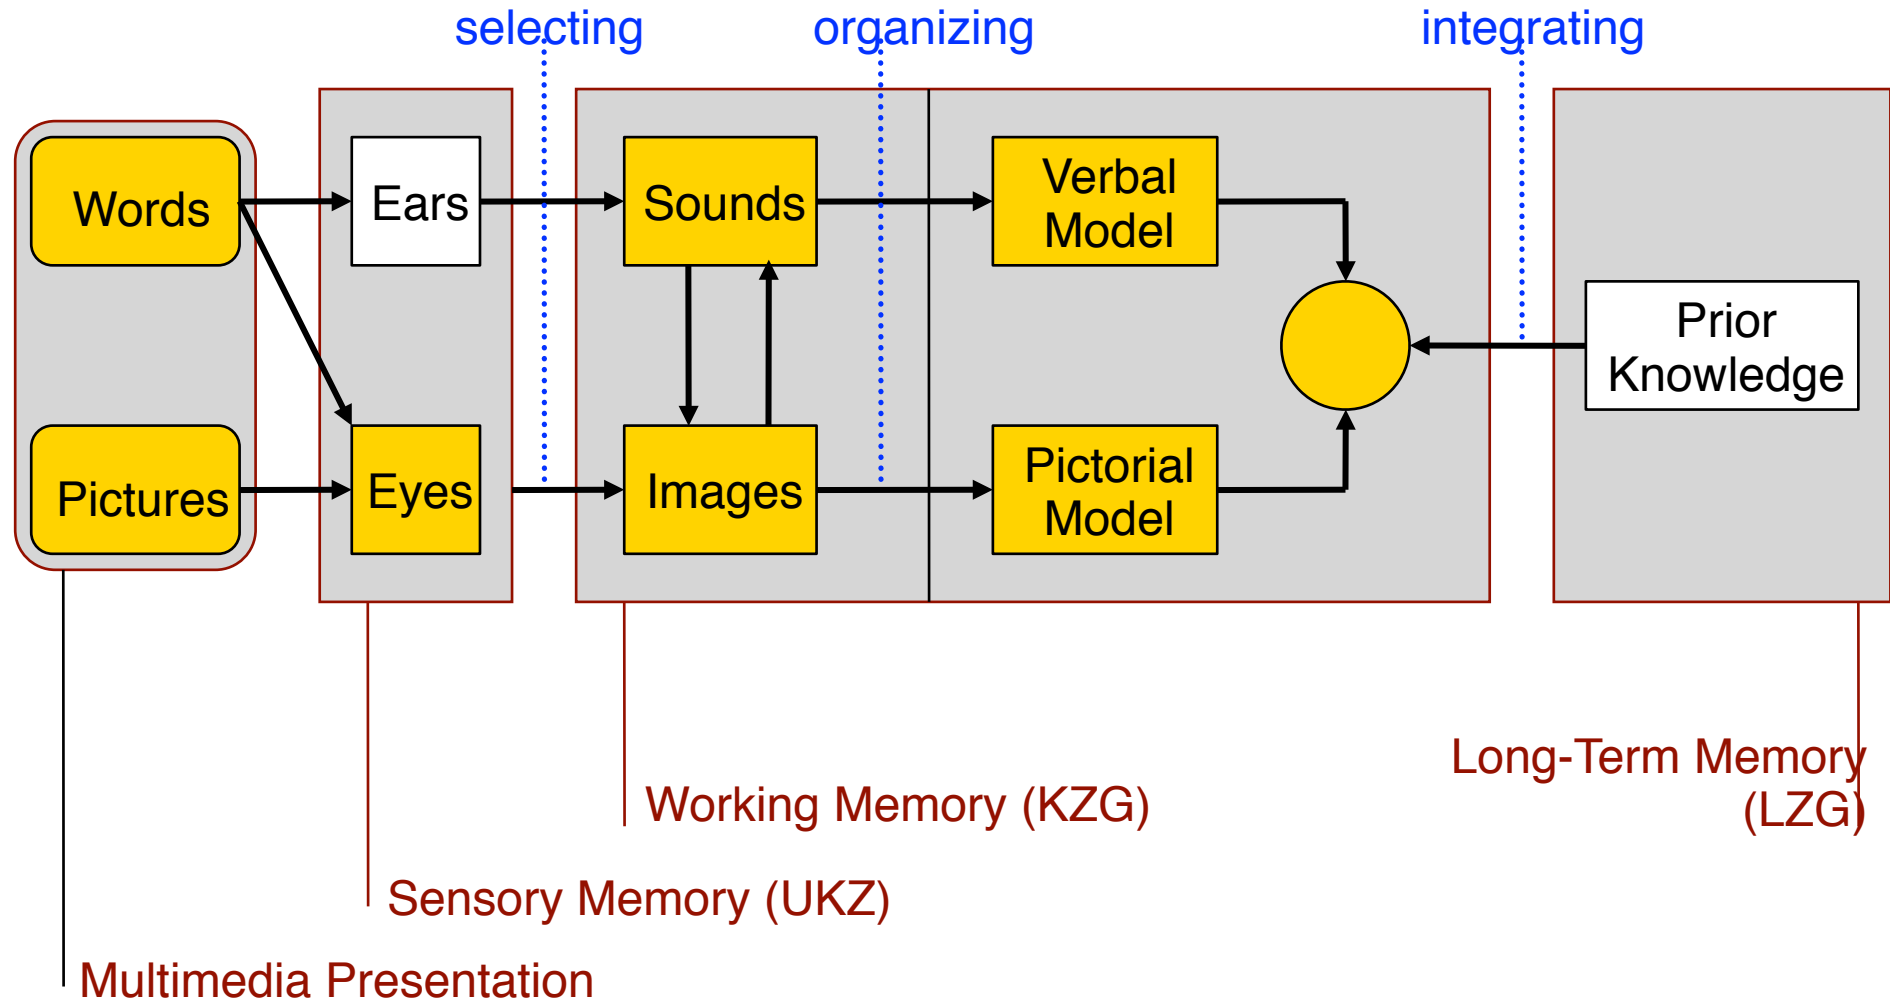 selecting
organizing
integrating
Words
Ears
Sounds
Verbal
Model
Prior
Knowledge
Pictures
Eyes
Images
Pictorial
Model
Long-Term Memory
(LZG)
Working Memory (KZG)
Sensory Memory (UKZ)
Multimedia Presentation